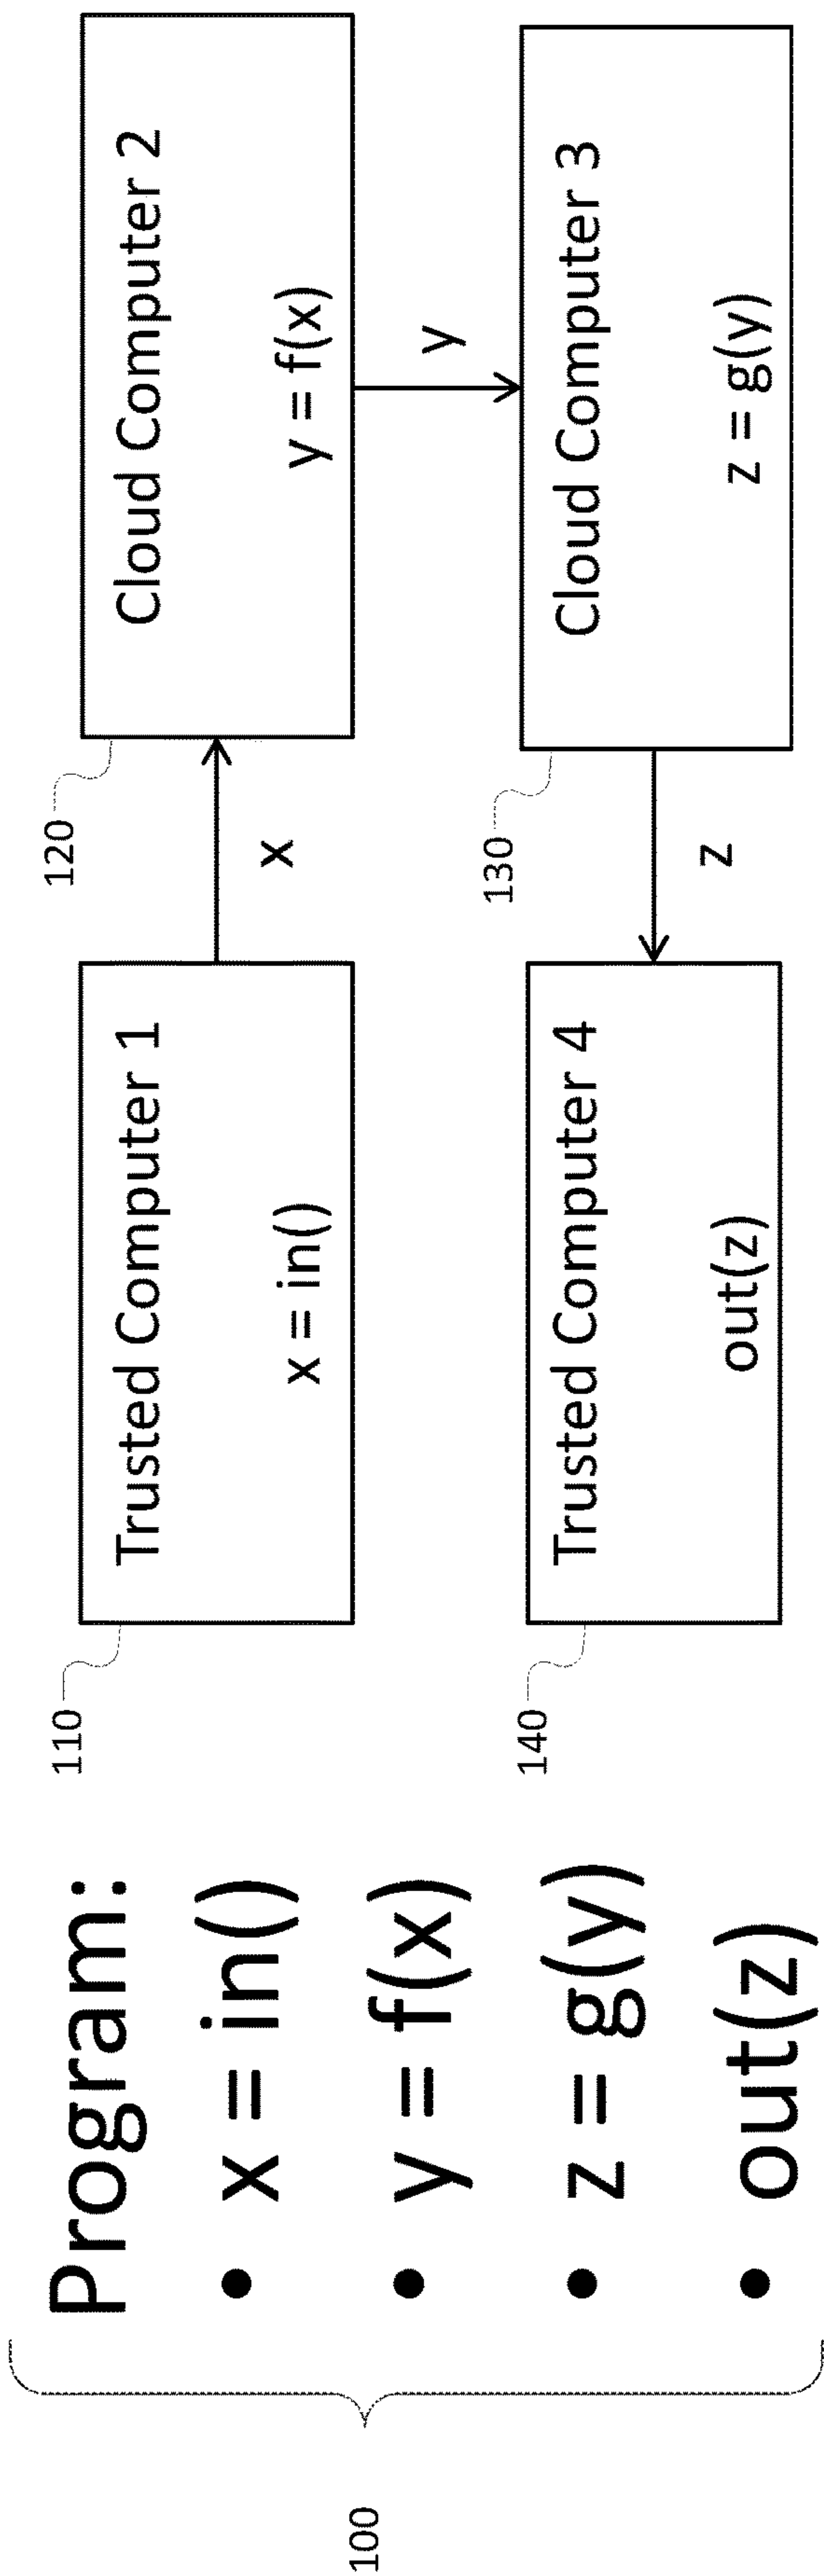 100
Program:
• x = in()
• y = f(x)
• z = g(y)
• out(z)
110
Trusted Computer 1
x = in()
x
120
Cloud Computer 2
y = f(x)
y
130
Cloud Computer 3
z = g(y)
z
140
Trusted Computer 4
out(z)